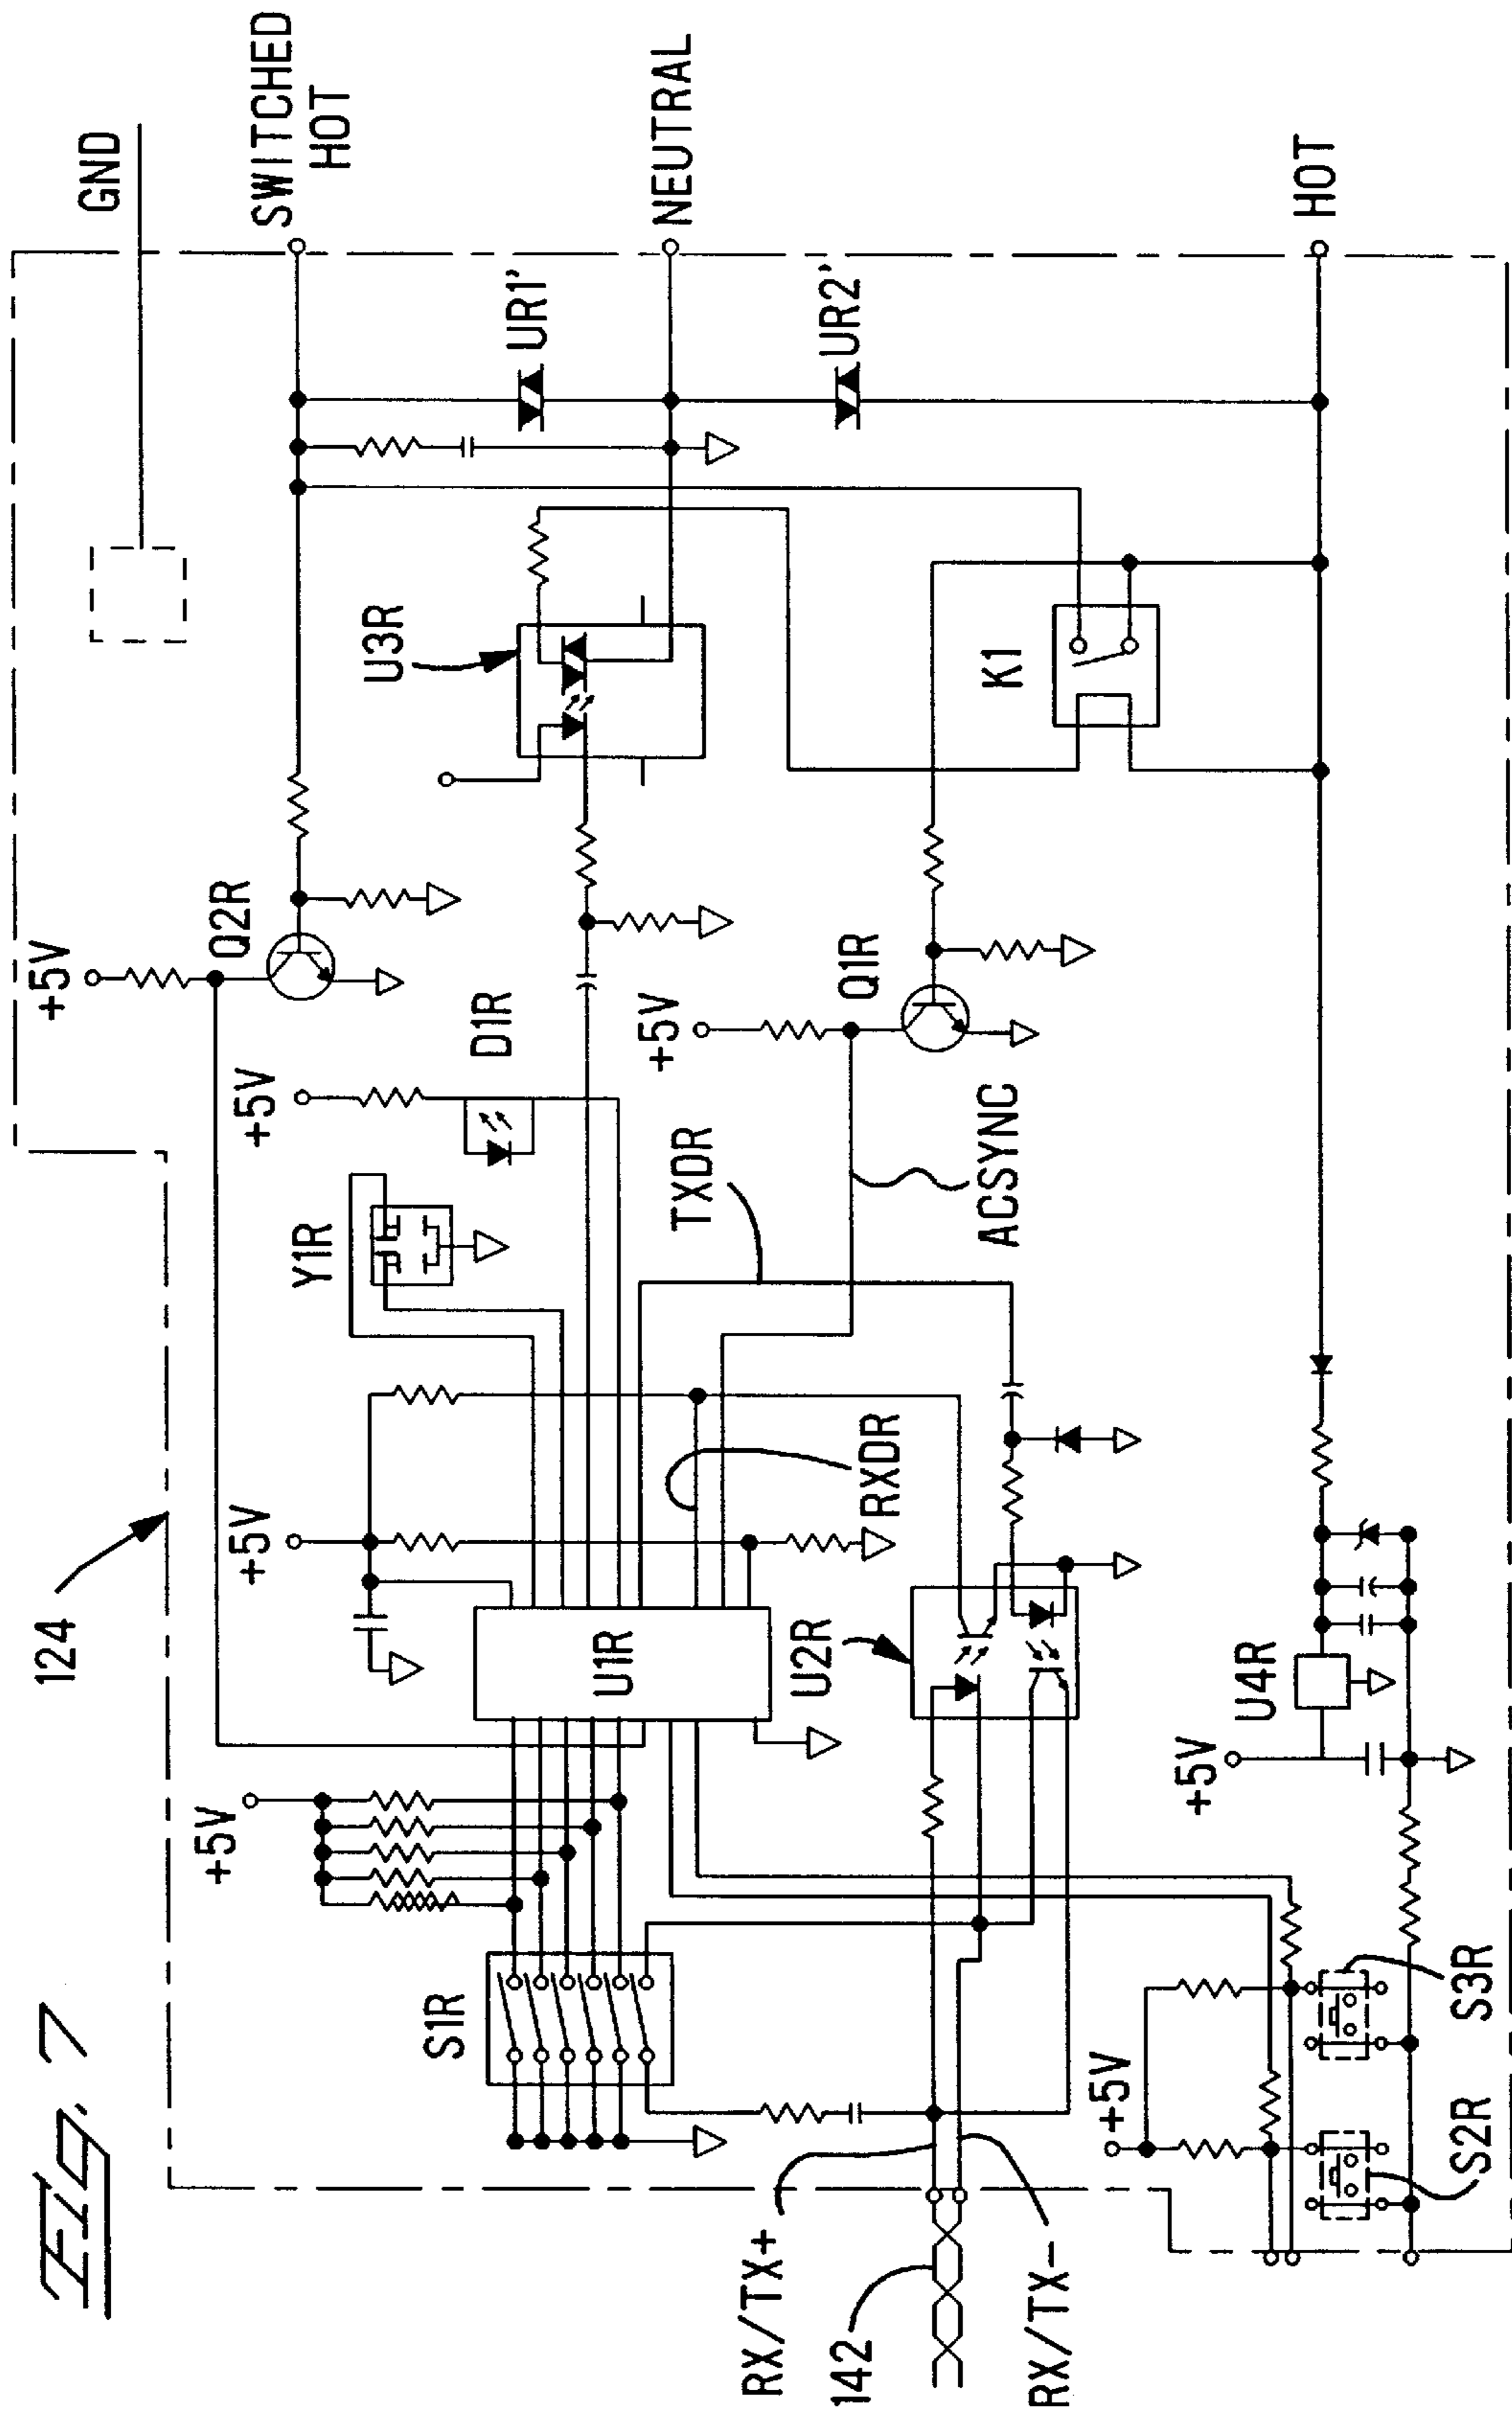 FIG. 7
124
GND
SWITCHED
HOT
NEUTRAL
HOT
UR1'
UR2'
U3R
K1
+5V
Q2R
D1R
+5V
+5V
Q1R
Y1R
TXDR
ACSYNC
+5V
RXDR
U1R
U2R
U4R
+5V
+5V
S1R
+5V
S3R
S2R
RX/TX+
142
RX/TX-